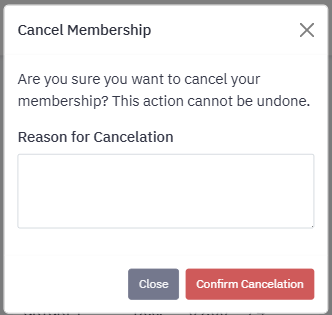 Cancel Membership
Are you sure you want to cancel your
membership? This action cannot be undone.
Reason for Cancelation
Close
Confirm Cancelation